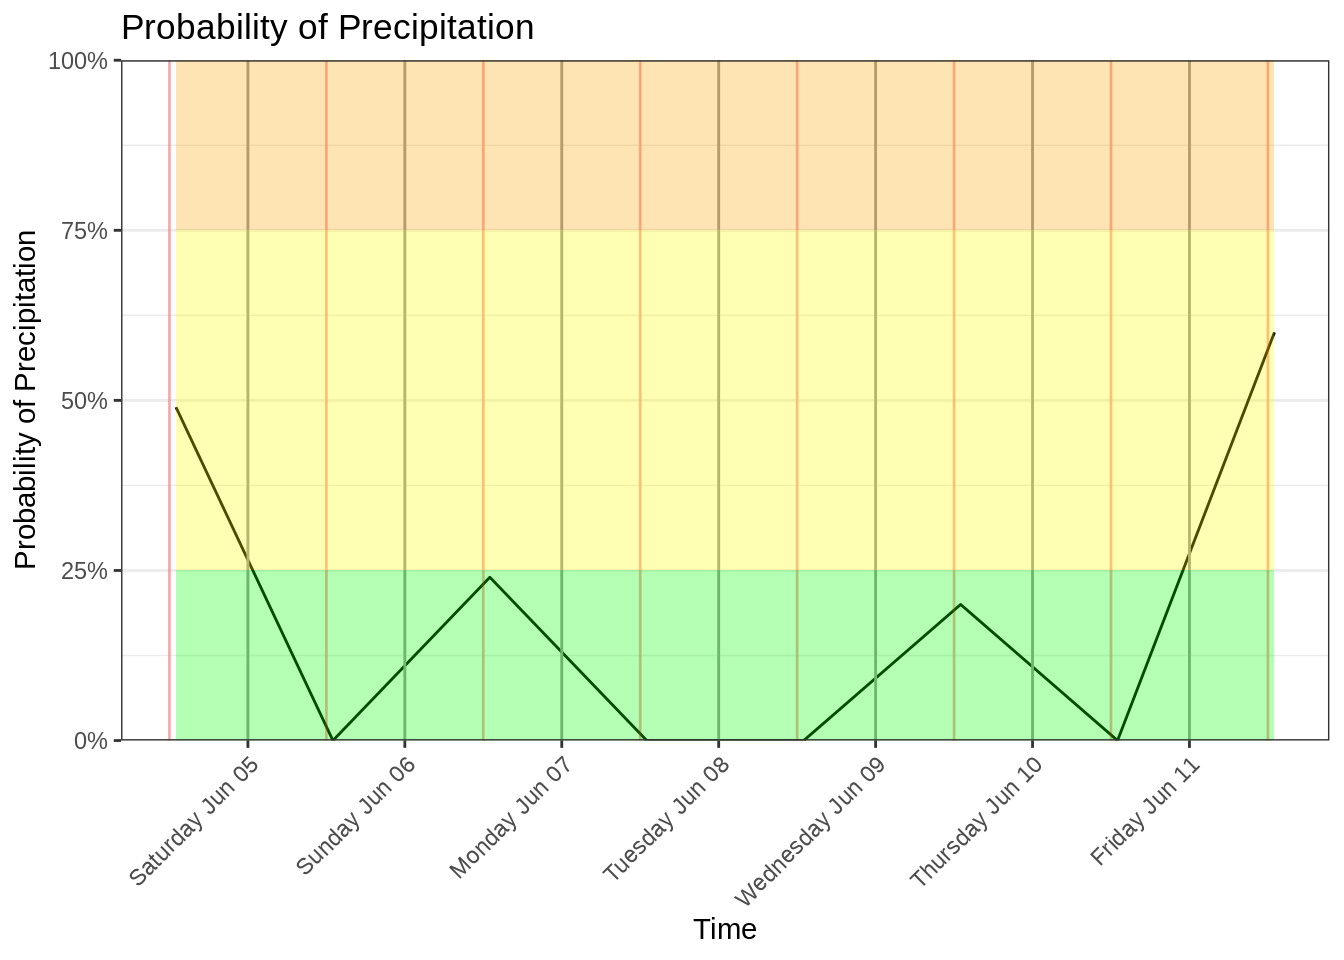 Probability of Precipitation
Probability of Precipitation
100%
75%
50%
25%
0%
Saturday Jun 05
Sunday Jun 06
Monday Jun 07
Tuesday Jun 08
Wednesday Jun 09
Thursday Jun 10
Friday Jun 11
Time